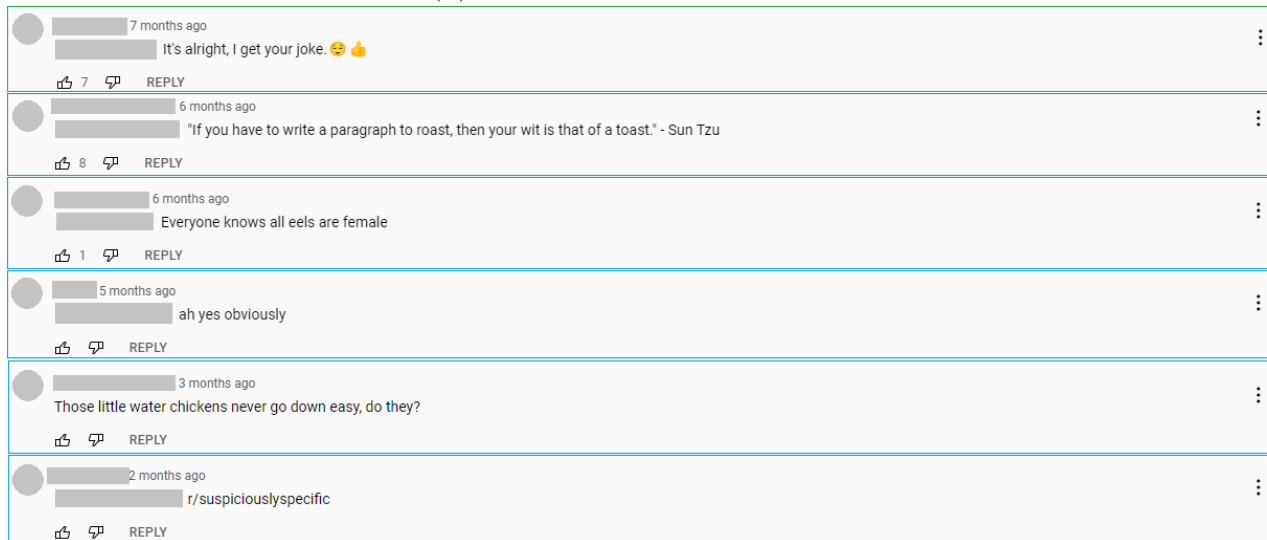 7 months ago
It's alright, I get your joke.😌👍
7 REPLY
6 months ago
"If you have to write a paragraph to roast, then your wit is that of a toast." - Sun Tzu
8 REPLY
6 months ago
Everyone knows all eels are female
1 REPLY
5 months ago
ah yes obviously
REPLY
3 months ago
Those little water chickens never go down easy, do they?
REPLY
2 months ago
r/suspiciouslyspecific
REPLY